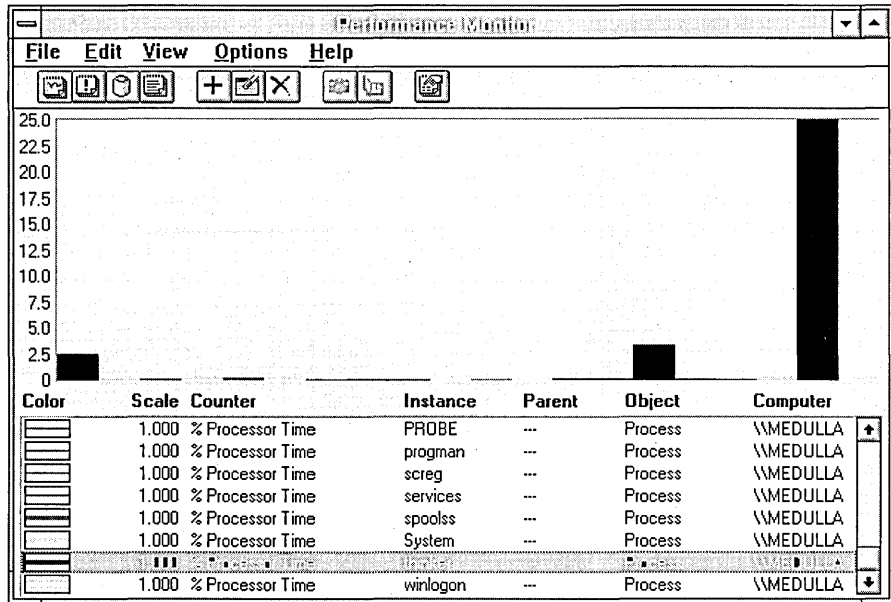 Performance Monitor
File Edit View Options Help
25.0
22.5
20.0
17.5
15.0
12.5
10.0
7.5
5.0
2.5
0
Color Scale Counter Instance Parent Object Computer
1.000 % Processor Time PROBE --- Process \\MEDULLA
1.000 % Processor Time progman --- Process \\MEDULLA
1.000 % Processor Time screg --- Process \\MEDULLA
1.000 % Processor Time services --- Process \\MEDULLA
1.000 % Processor Time spoolss --- Process \\MEDULLA
1.000 % Processor Time System --- Process \\MEDULLA
% Processor Time Process
1.000 % Processor Time winlogon --- Process \\MEDULLA